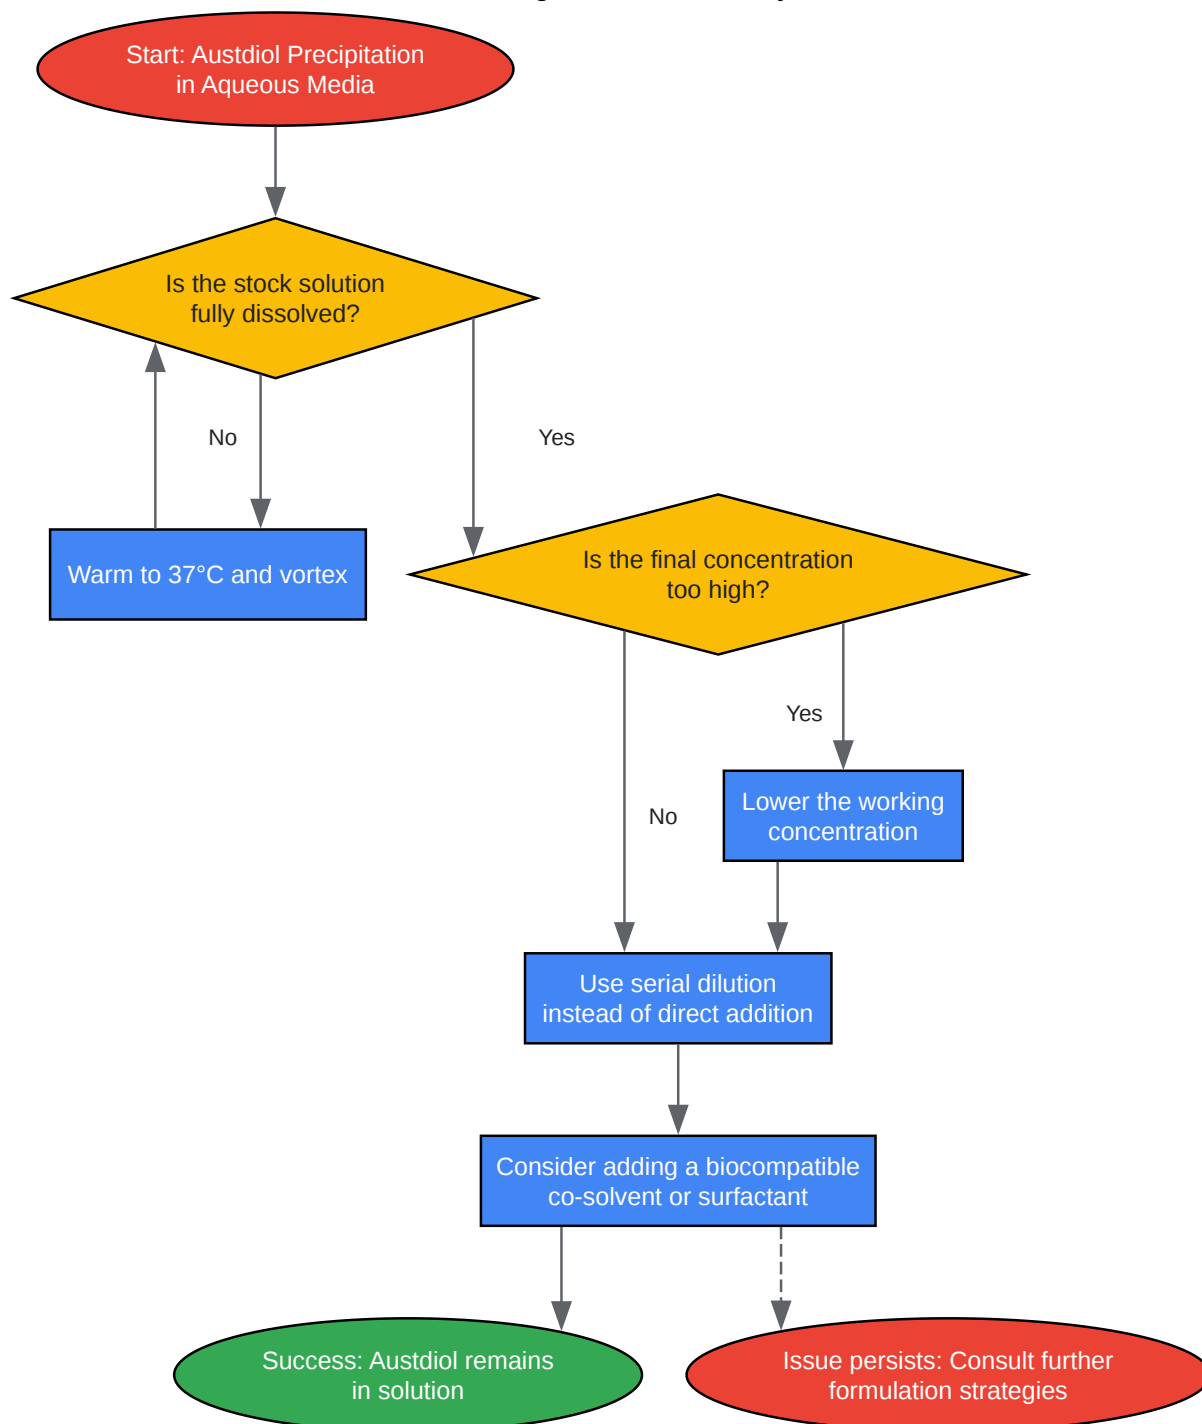 Start: Austdiol Precipitation
in Aqueous Media
Is the stock solution
fully dissolved?
No
Yes
Warm to 37°C and vortex
Is the final concentration
too high?
Yes
No
Lower the working
concentration
Use serial dilution
instead of direct addition
Consider adding a biocompatible
co-solvent or surfactant
Success: Austdiol remains
in solution
Issue persists: Consult further
formulation strategies